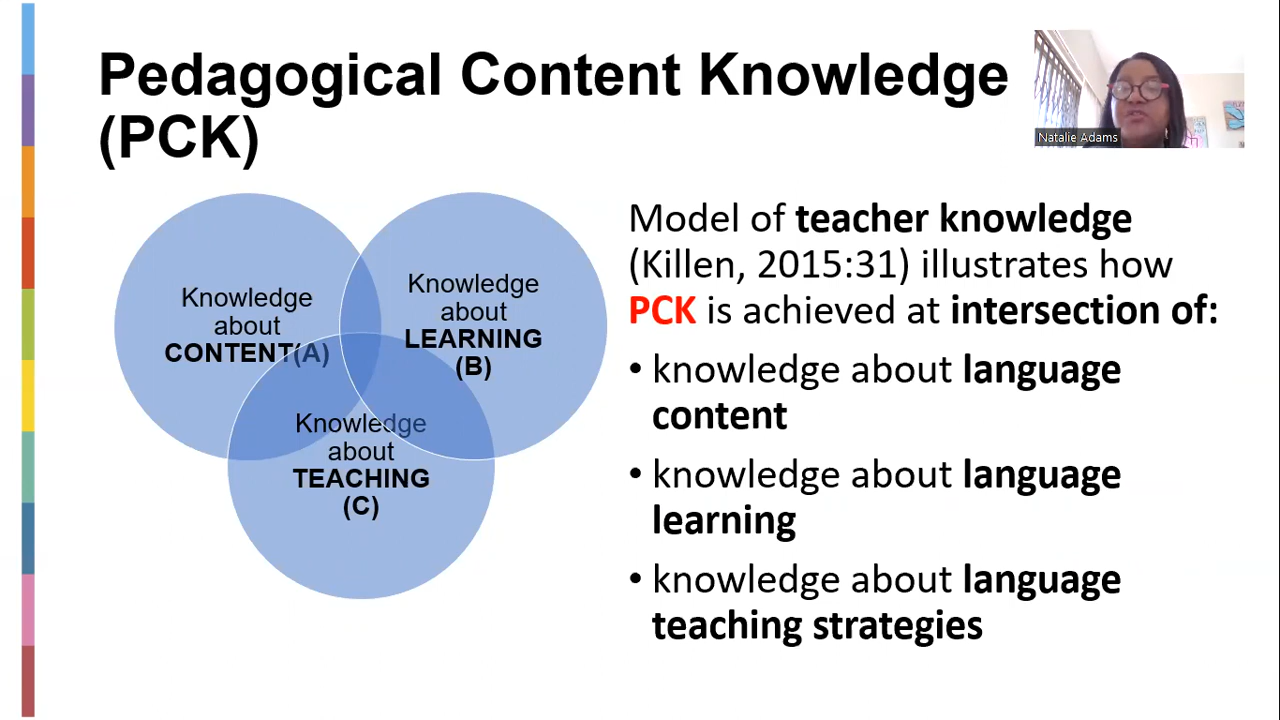 Pedagogical Content Knowledge
(PCK)
Natalie Adams
Knowledge
about
CONTENT(A)
Knowledge
about
LEARNING
(B)
Knowledge
about
TEACHING
(C)
Model of teacher knowledge
(Killen, 2015:31) illustrates how
PCK is achieved at intersection of:
• knowledge about language
content
• knowledge about language
learning
• knowledge about language
teaching strategies